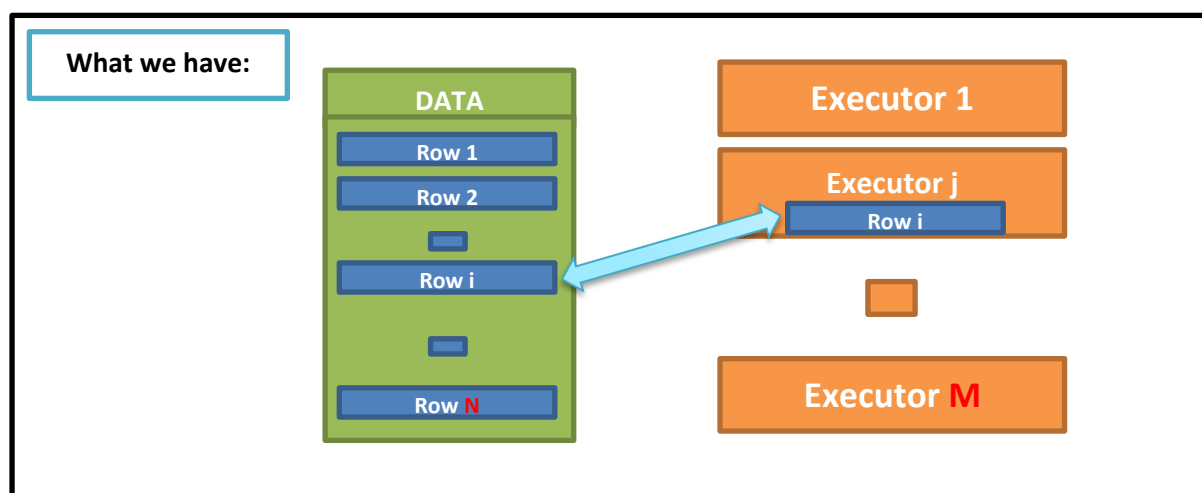 What we have:
DATA
Row 1
Row 2
Row i
Row N
Executor 1
Executor j
Row i
Executor M